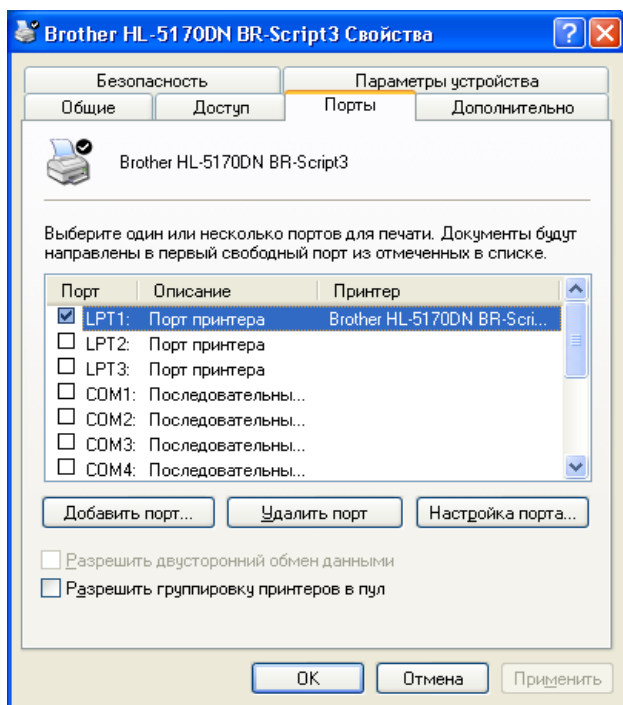 Brother HL-5170DN BR-Script3 Свойства
Безопасность Параметры устройства
Общие Доступ Порты Дополнительно
Brother HL-5170DN BR-Script3
Выберите один или несколько портов для печати. Документы будут
направлены в первый свободный порт из отмеченных в списке.
Порт Описание Принтер
LPT1: Порт принтера Brother HL-5170DN BR-Scri...
LPT2: Порт принтера
LPT3: Порт принтера
COM1: Последовательны...
COM2: Последовательны...
COM3: Последовательны...
COM4: Последовательны...
Добавить порт... Удалить порт Настройка порта...
Разрешить двусторонний обмен данными
Разрешить группировку принтеров в пул
OK Отмена Применить